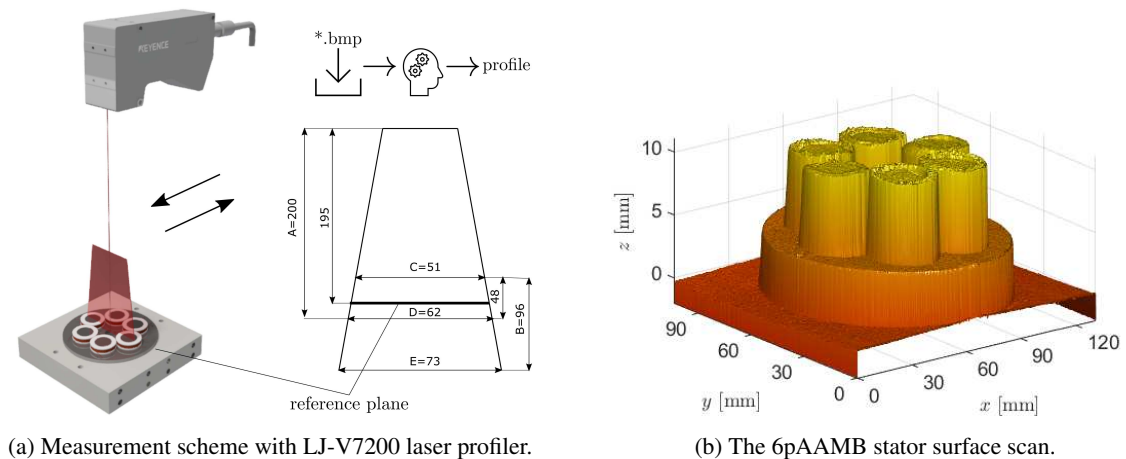 KEYENCE
*.bmp
profile
A=200
195
C=51
48
B=96
D=62
E=73
reference plane
(a) Measurement scheme with LJ-V7200 laser profiler.
10
5
0
z [mm]
90
60
30
0
y [mm]
0
30
60
90
120
x [mm]
(b) The 6pAAMB stator surface scan.